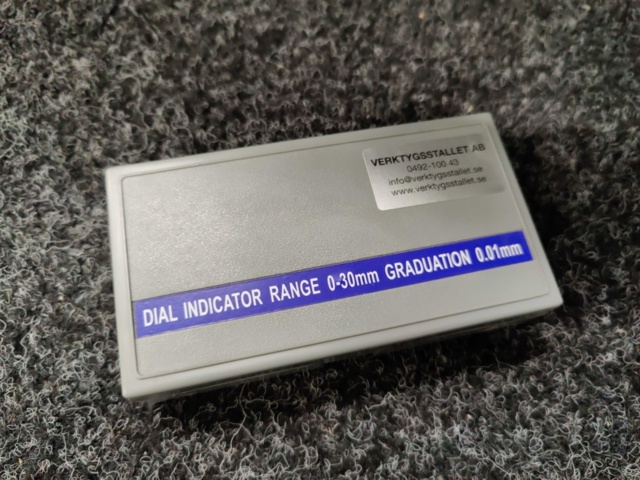 VERKTYGSSTALLET AB
0492-100 43
info@verktygsstallet.se
www.verktygsstallet.se
DIAL INDICATOR RANGE 0-30mm GRADUATION 0.01mm